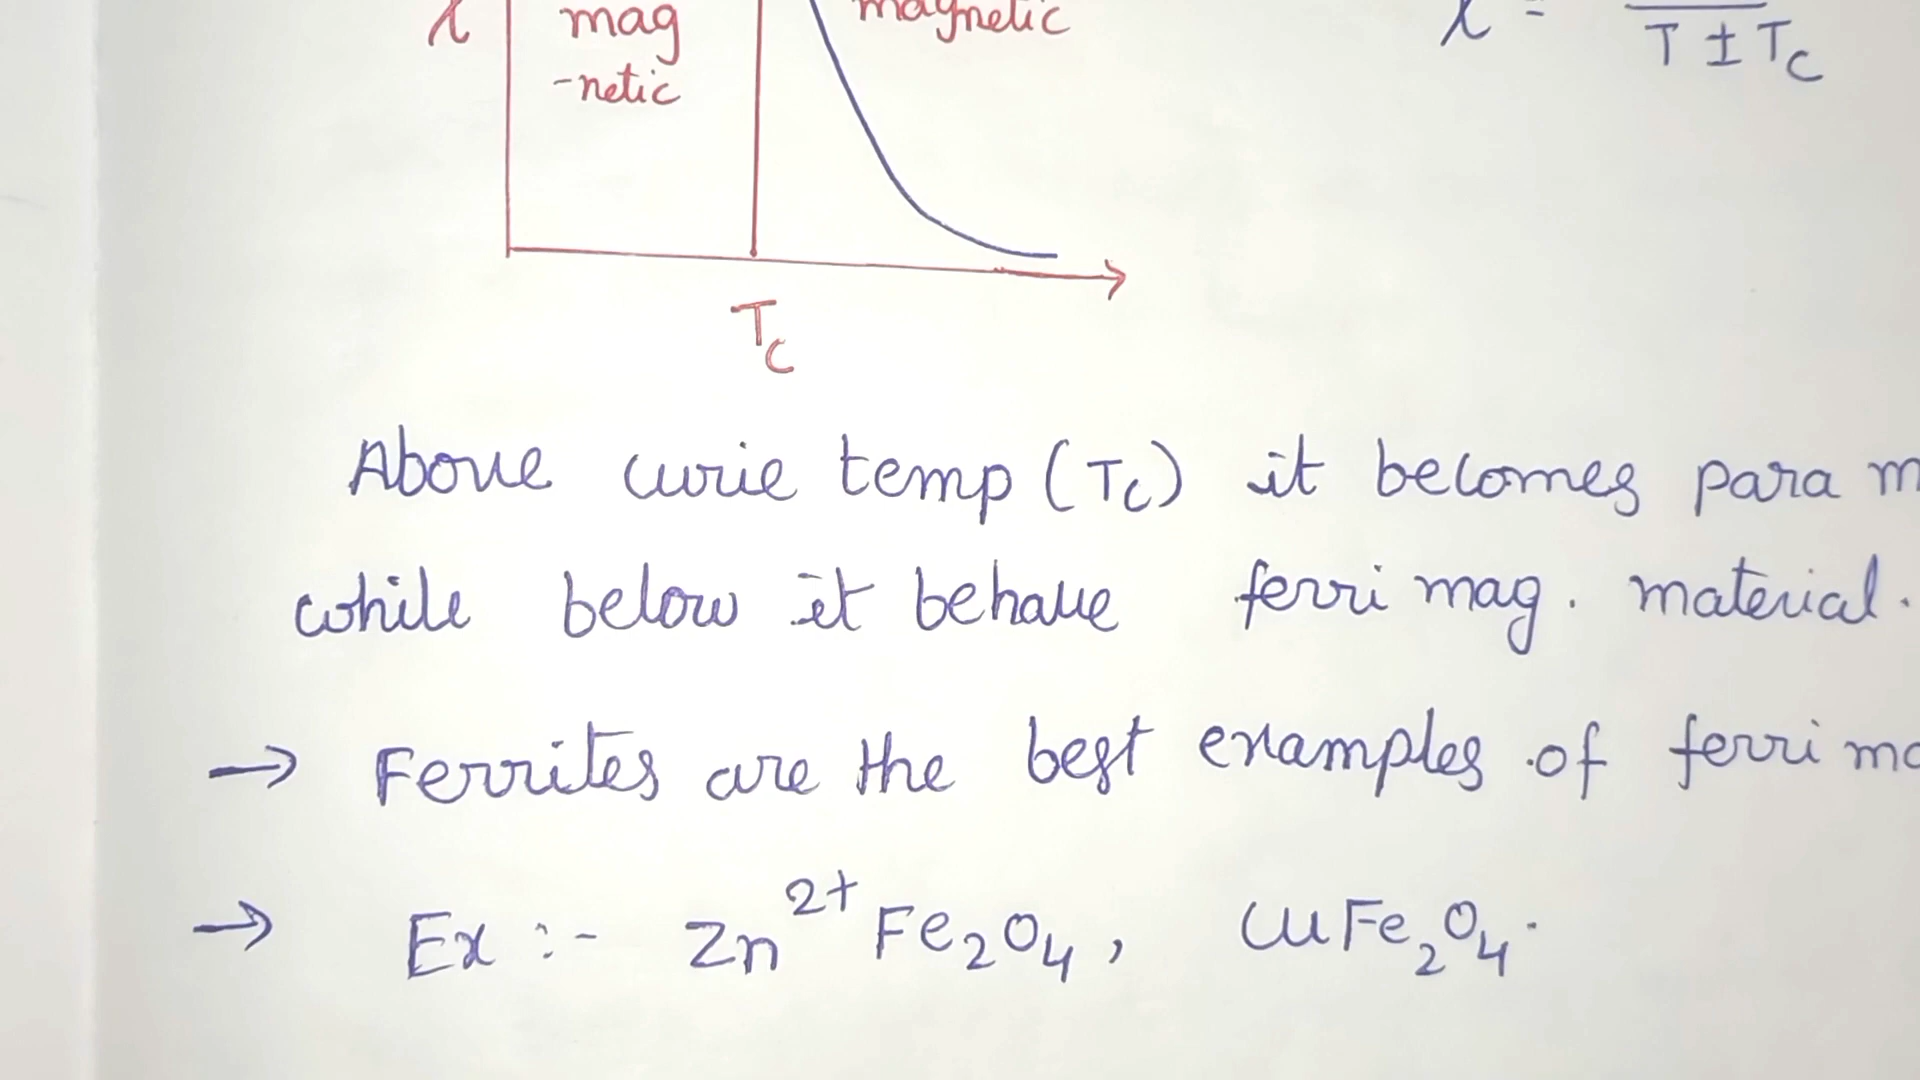 χ mag magnetic χ =
-netic T ± Tc
Tc
Above curie temp (Tc) it becomes para m
while below it behave ferri mag. material.
→ Ferrites are the best examples of ferri ma
→ Ex :- Zn²⁺Fe₂O₄, CuFe₂O₄.